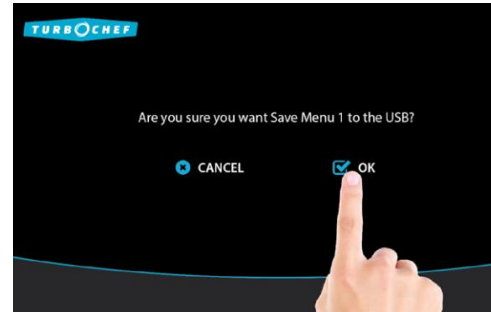 TURBOCHEF
Are you sure you want Save Menu 1 to the USB?
CANCEL
OK